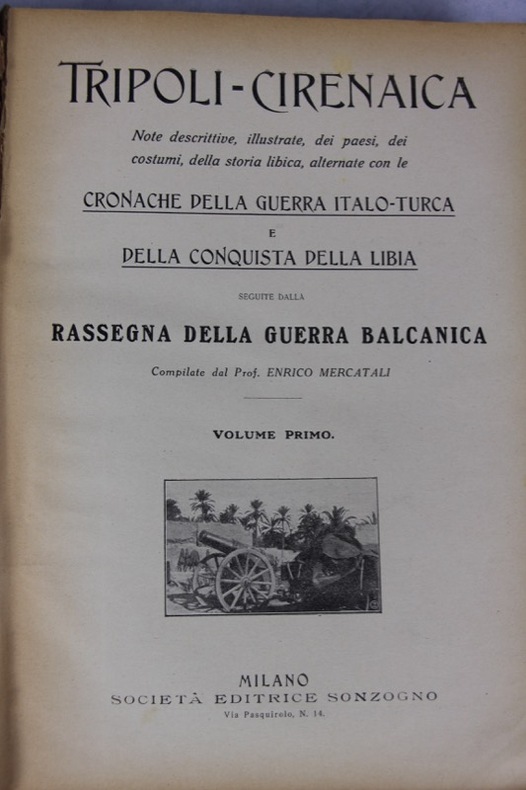 TRIPOLI-CIRENAICA
Note descrittive, illustrate, dei paesi, dei
costumi, della storia libica, alternate con le
CRONACHE DELLA GUERRA ITALO-TURCA
E
DELLA CONQUISTA DELLA LIBIA
SEGUITE DALLA
RASSEGNA DELLA GUERRA BALCANICA
Compilate dal Prof. ENRICO MERCATALI
VOLUME PRIMO.
MILANO
SOCIETÀ EDITRICE SONZOGNO
Via Pasquirolo, N. 14.